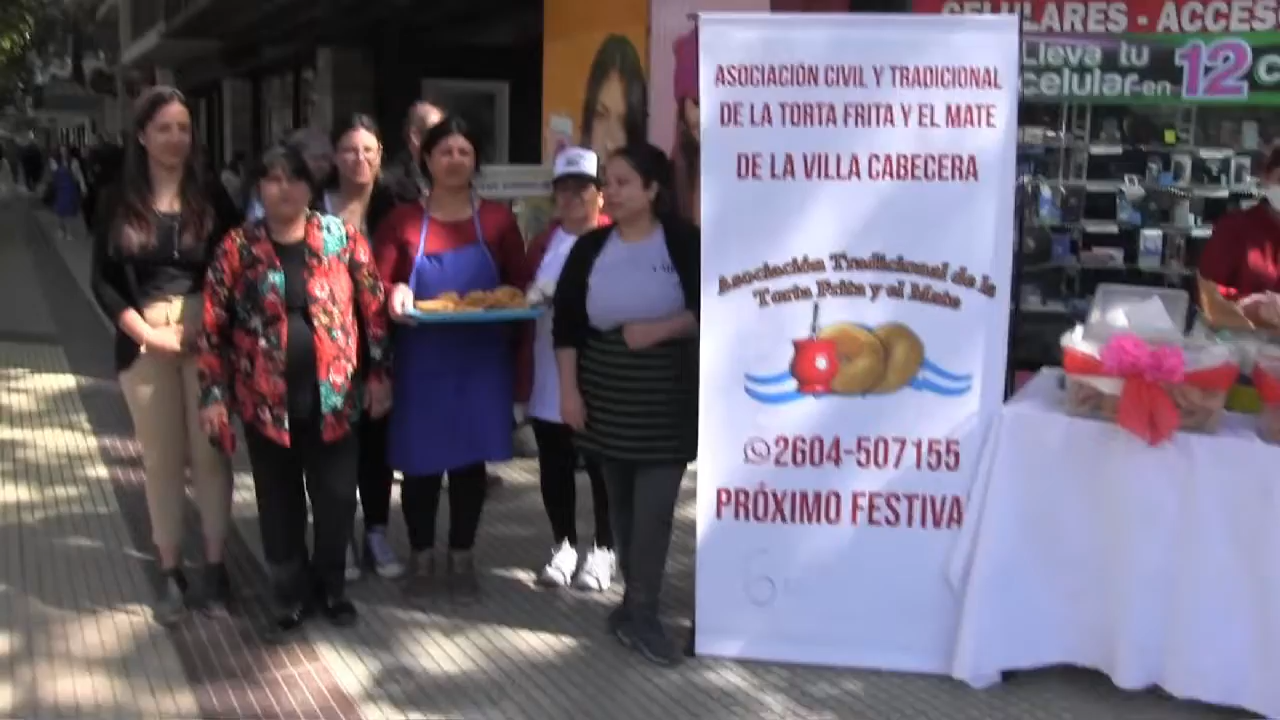 CELULARES - ACCES
Lleva tu
celular en 12 C
ASOCIACIÓN CIVIL Y TRADICIONAL
DE LA TORTA FRITA Y EL MATE
DE LA VILLA CABECERA
Asociación Tradicional de la
Torta Frita y el Mate
2604-507155
PRÓXIMO FESTIVA
6